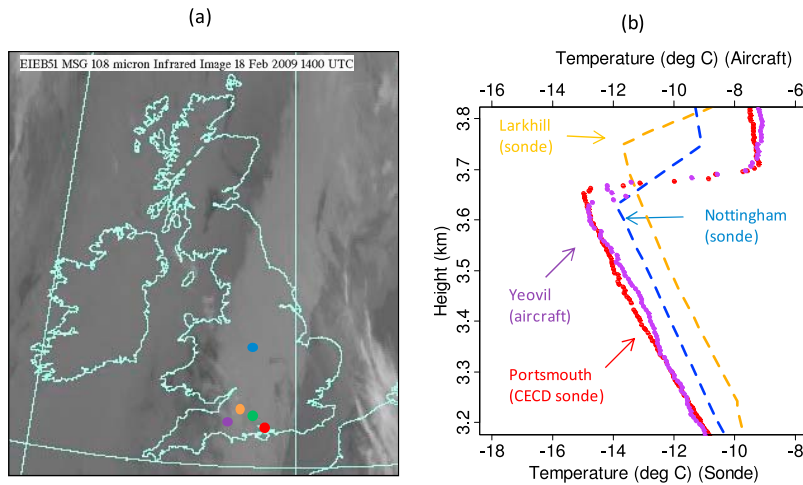 (a)
EIEB51 MSG 108 micron Infrared Image 18 Feb 2009 1400 UTC
(b)
Temperature (deg C) (Aircraft)
-16 -14 -12 -10 -8 -6
Height (km)
3.8
3.7
3.6
3.5
3.4
3.3
3.2
Larkhill
(sonde)
Nottingham
(sonde)
Yeovil
(aircraft)
Portsmouth
(CECD sonde)
-18 -16 -14 -12 -10 -8
Temperature (deg C) (Sonde)